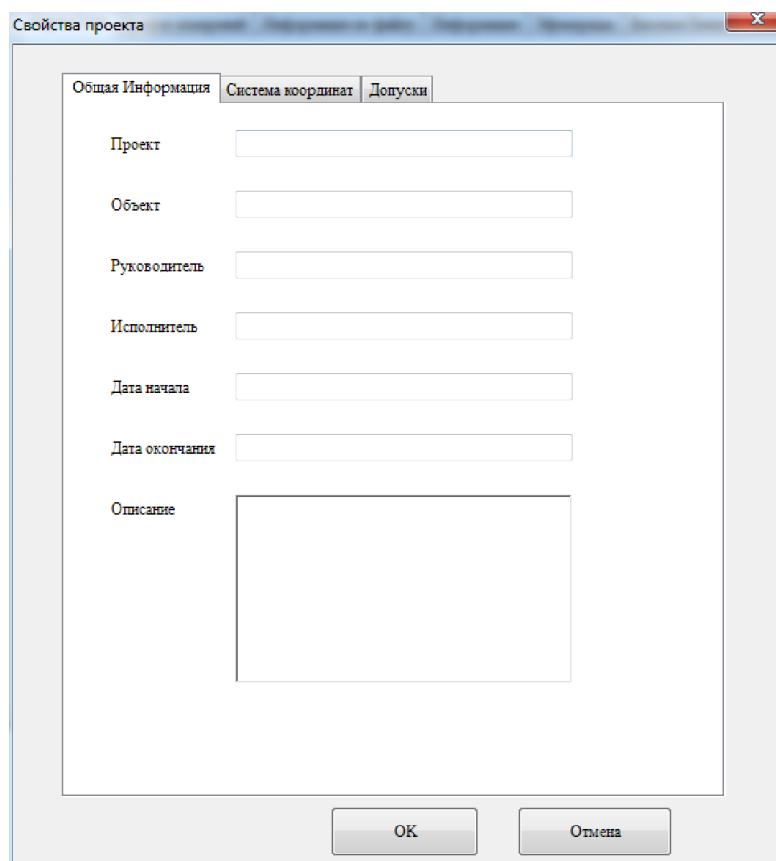 Свойства проекта
Общая Информация Система координат Допуски
Проект
Объект
Руководитель
Исполнитель
Дата начала
Дата окончания
Описание
OK Отмена